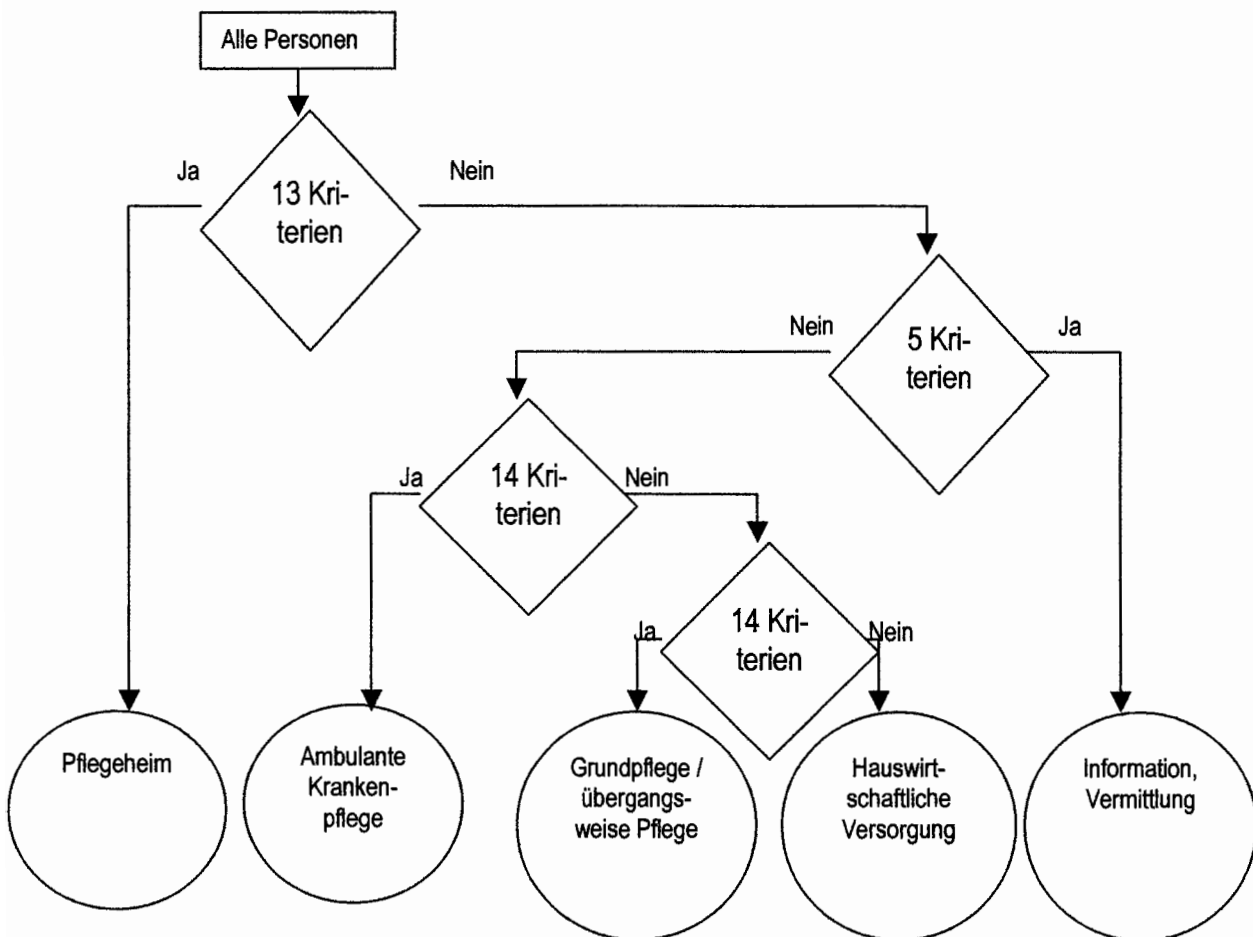 Alle Personen
Ja
Nein
13 Kri-
terien
Nein
Ja
5 Kri-
terien
Ja
Nein
14 Kri-
terien
Ja
Nein
14 Kri-
terien
Pflegeheim
Ambulante
Kranken-
pflege
Grundpflege /
übergangs-
weise Pflege
Hauswirt-
schaftliche
Versorgung
Information,
Vermittlung